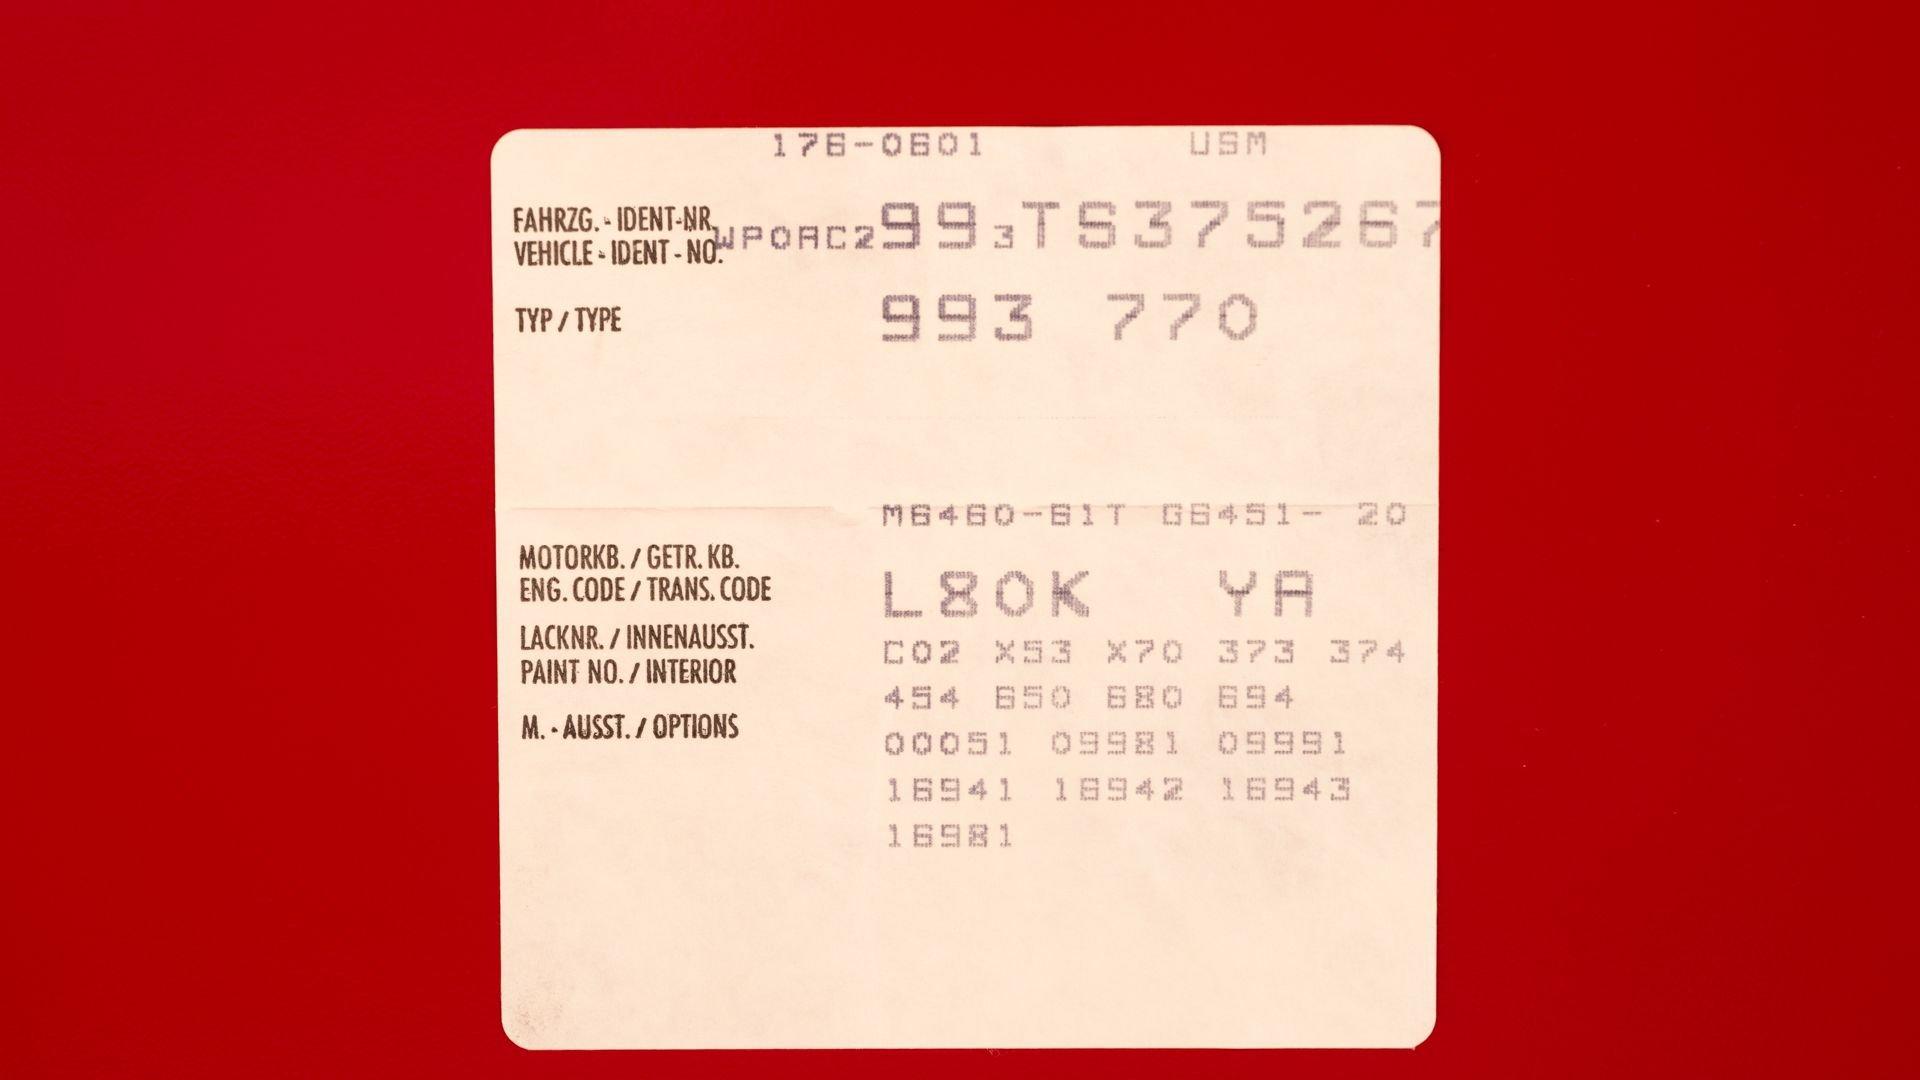 176-0601 USM
FAHRZG. - IDENT-NR.
VEHICLE - IDENT - NO.
WP0AC2993TS375267
TYP / TYPE
993 770
M6460-61T G6451- 20
MOTORKB. / GETR. KB.
ENG. CODE / TRANS. CODE
L80K YA
LACKNR. / INNENAUSST.
PAINT NO. / INTERIOR
C02 X53 X70 373 374
454 650 680 694
M. - AUSST. / OPTIONS
00051 09981 09991
16941 16942 16943
16981